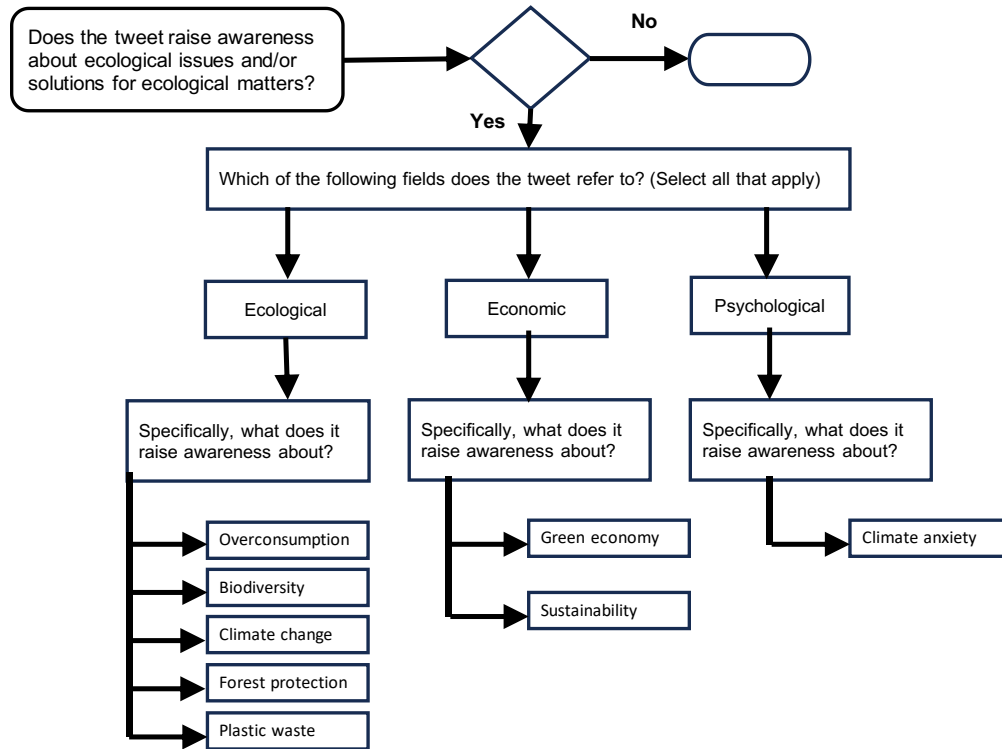 Does the tweet raise awareness
about ecological issues and/or
solutions for ecological matters?
No
Yes
Which of the following fields does the tweet refer to? (Select all that apply)
Ecological
Economic
Psychological
Specifically, what does it
raise awareness about?
Specifically, what does it
raise awareness about?
Specifically, what does it
raise awareness about?
Overconsumption
Biodiversity
Climate change
Forest protection
Plastic waste
Green economy
Sustainability
Climate anxiety